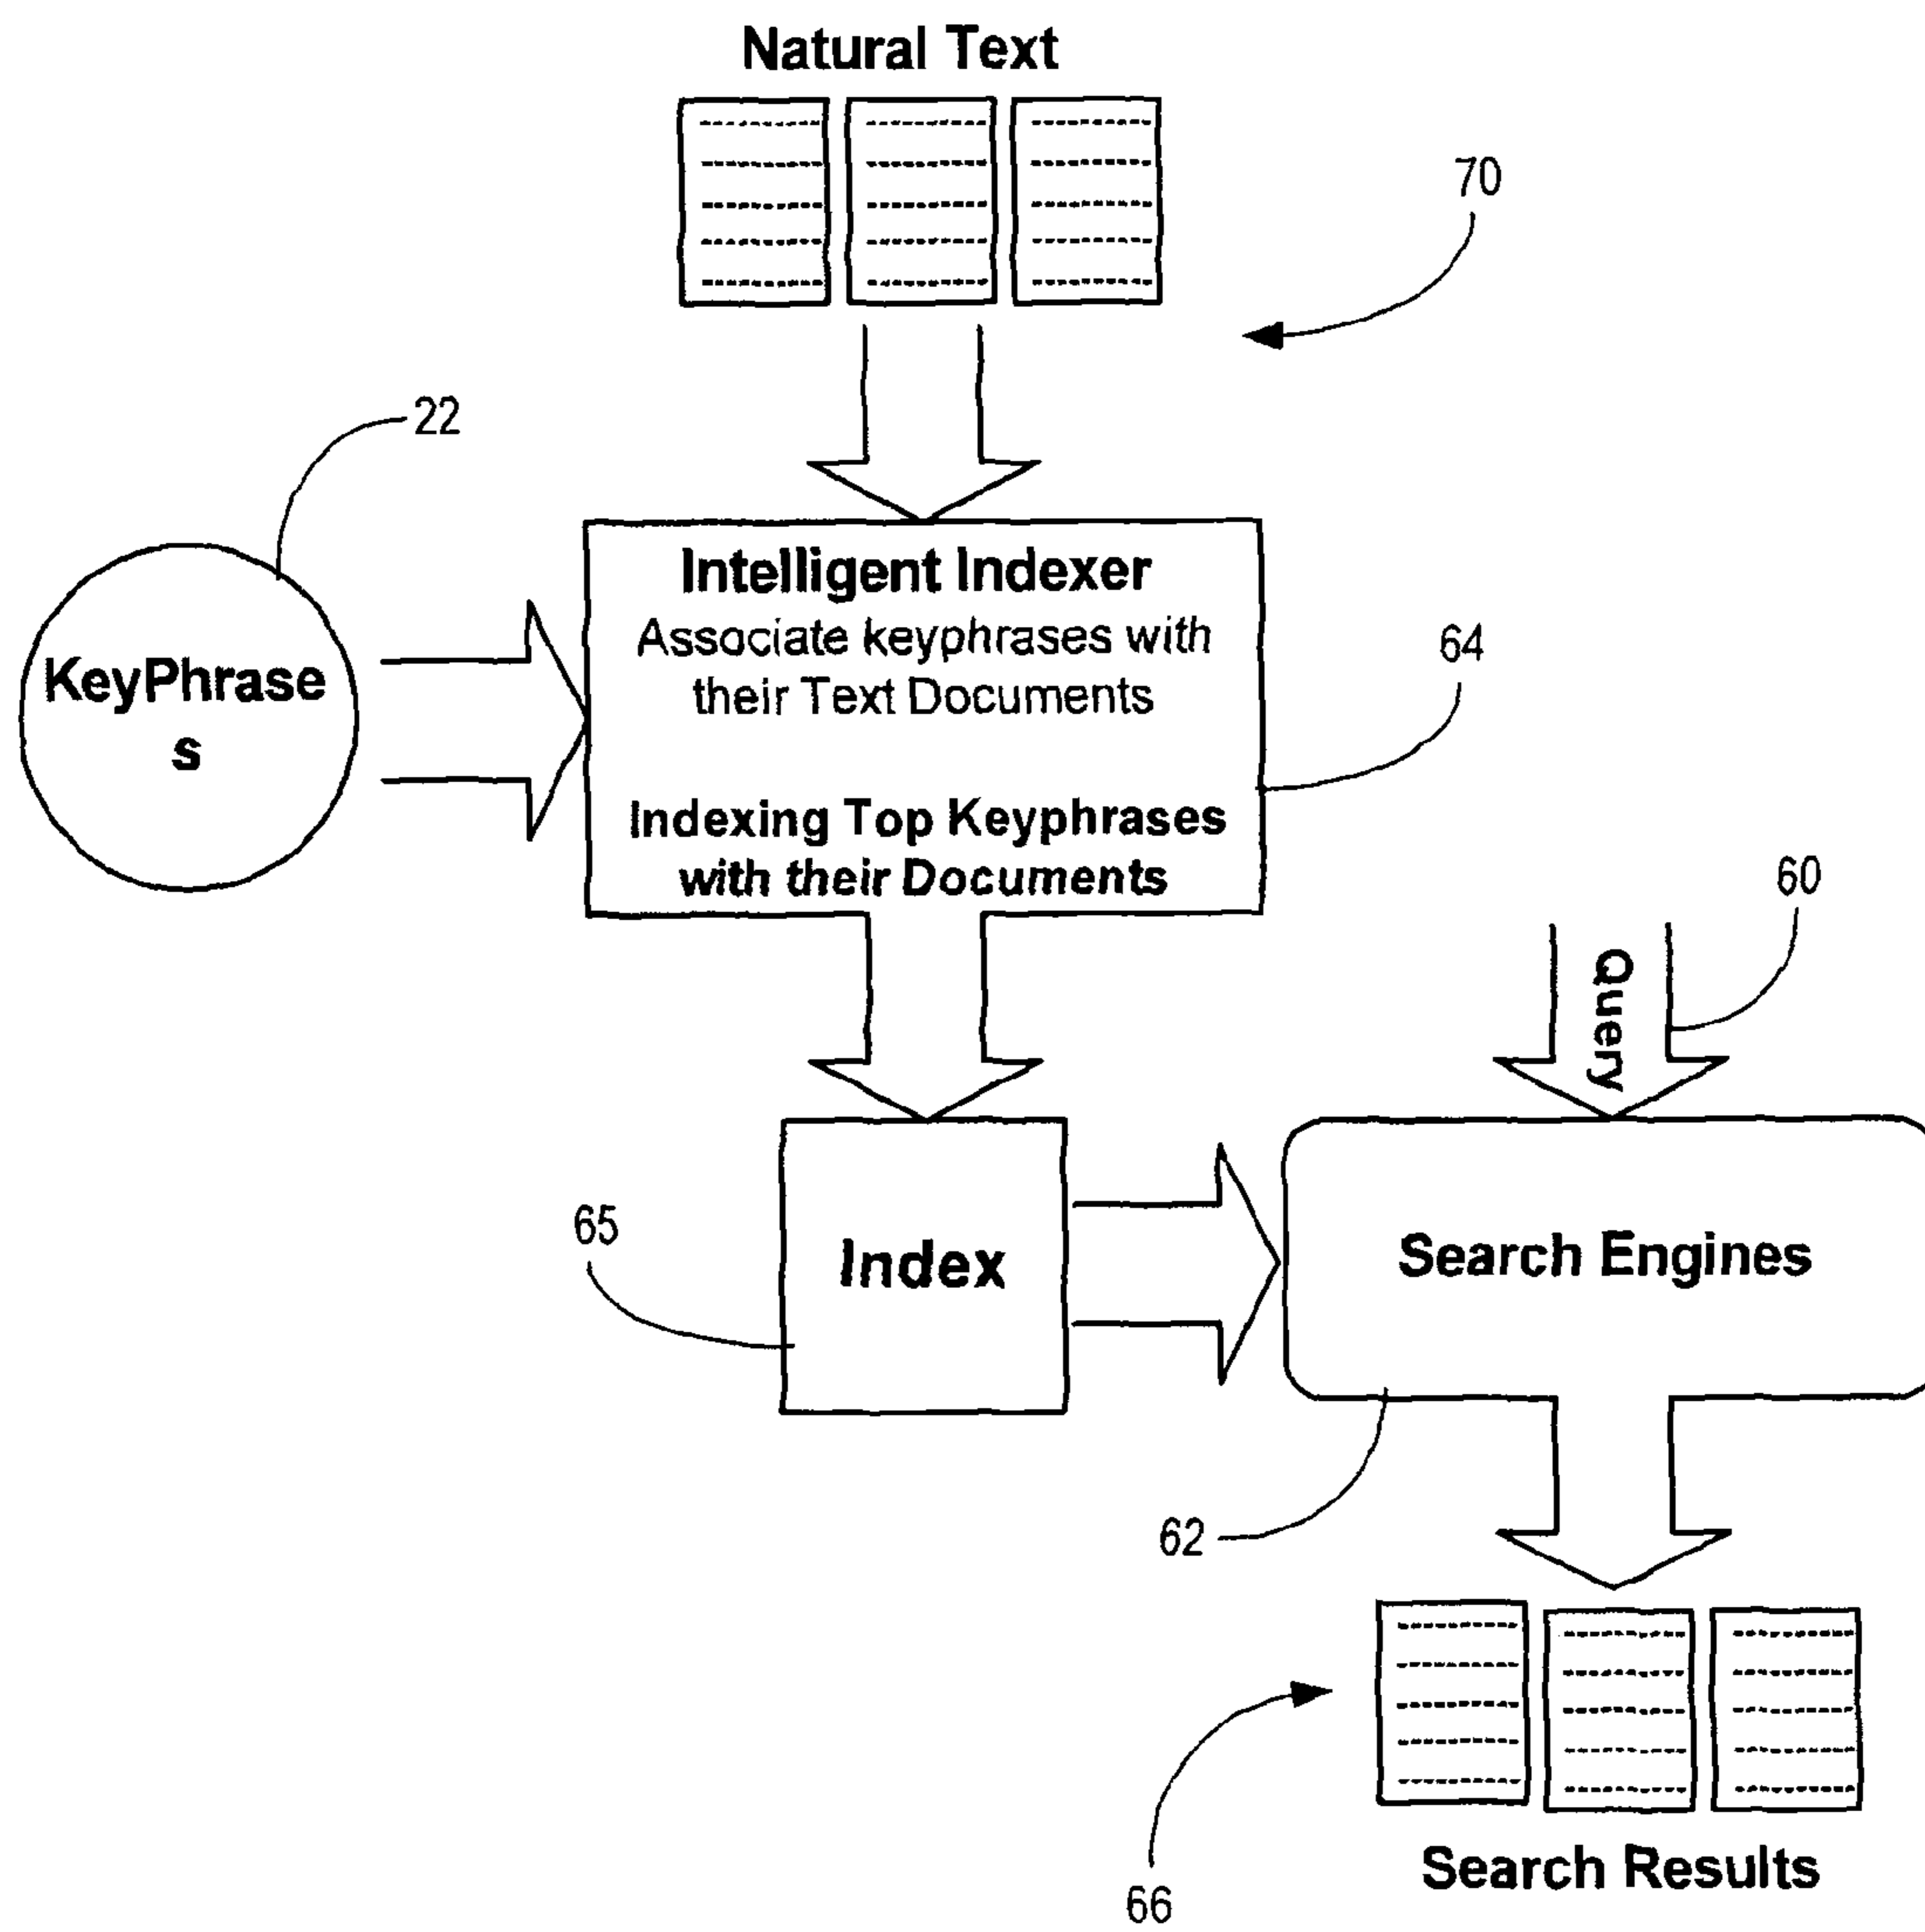 Natural Text
70
22
KeyPhrase
s
Intelligent Indexer
Associate keyphrases with
their Text Documents
Indexing Top Keyphrases
with their Documents
64
60
Query
65
Index
Search Engines
62
66
Search Results